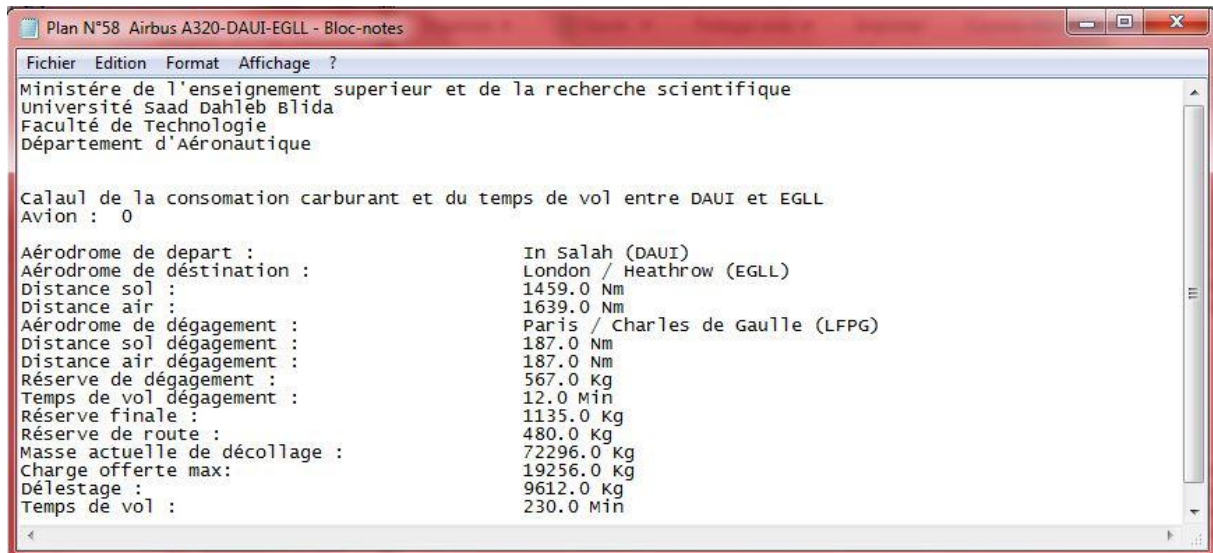 Plan N°58 Airbus A320-DAUI-EGLL - Bloc-notes
Fichier Edition Format Affichage ?
Ministére de l'enseignement superieur et de la recherche scientifique
Université Saad Dahleb Blida
Faculté de Technologie
Département d'Aéronautique
Calaul de la consomation carburant et du temps de vol entre DAUI et EGLL
Avion : 0
Aérodrome de depart : In Salah (DAUI)
Aérodrome de déstination : London / Heathrow (EGLL)
Distance sol : 1459.0 Nm
Distance air : 1639.0 Nm
Aérodrome de dégagement : Paris / Charles de Gaulle (LFPG)
Distance sol dégagement : 187.0 Nm
Distance air dégagement : 187.0 Nm
Réserve de dégagement : 567.0 Kg
Temps de vol dégagement : 12.0 Min
Réserve finale : 1135.0 Kg
Réserve de route : 480.0 Kg
Masse actuelle de décollage : 72296.0 Kg
Charge offerte max: 19256.0 Kg
Délestage : 9612.0 Kg
Temps de vol : 230.0 Min